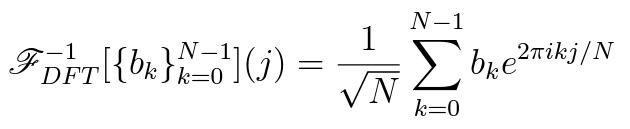 \mathscr{F}_{DFT}^{-1}[\{b_k\}_{k=0}^{N-1}](j) = \frac{1}{\sqrt{N}} \sum_{k=0}^{N-1} b_k e^{2\pi i k j/N}